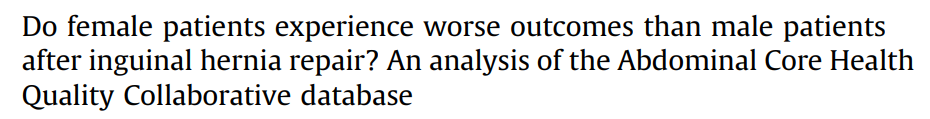 Do female patients experience worse outcomes than male patients
after inguinal hernia repair? An analysis of the Abdominal Core Health
Quality Collaborative database